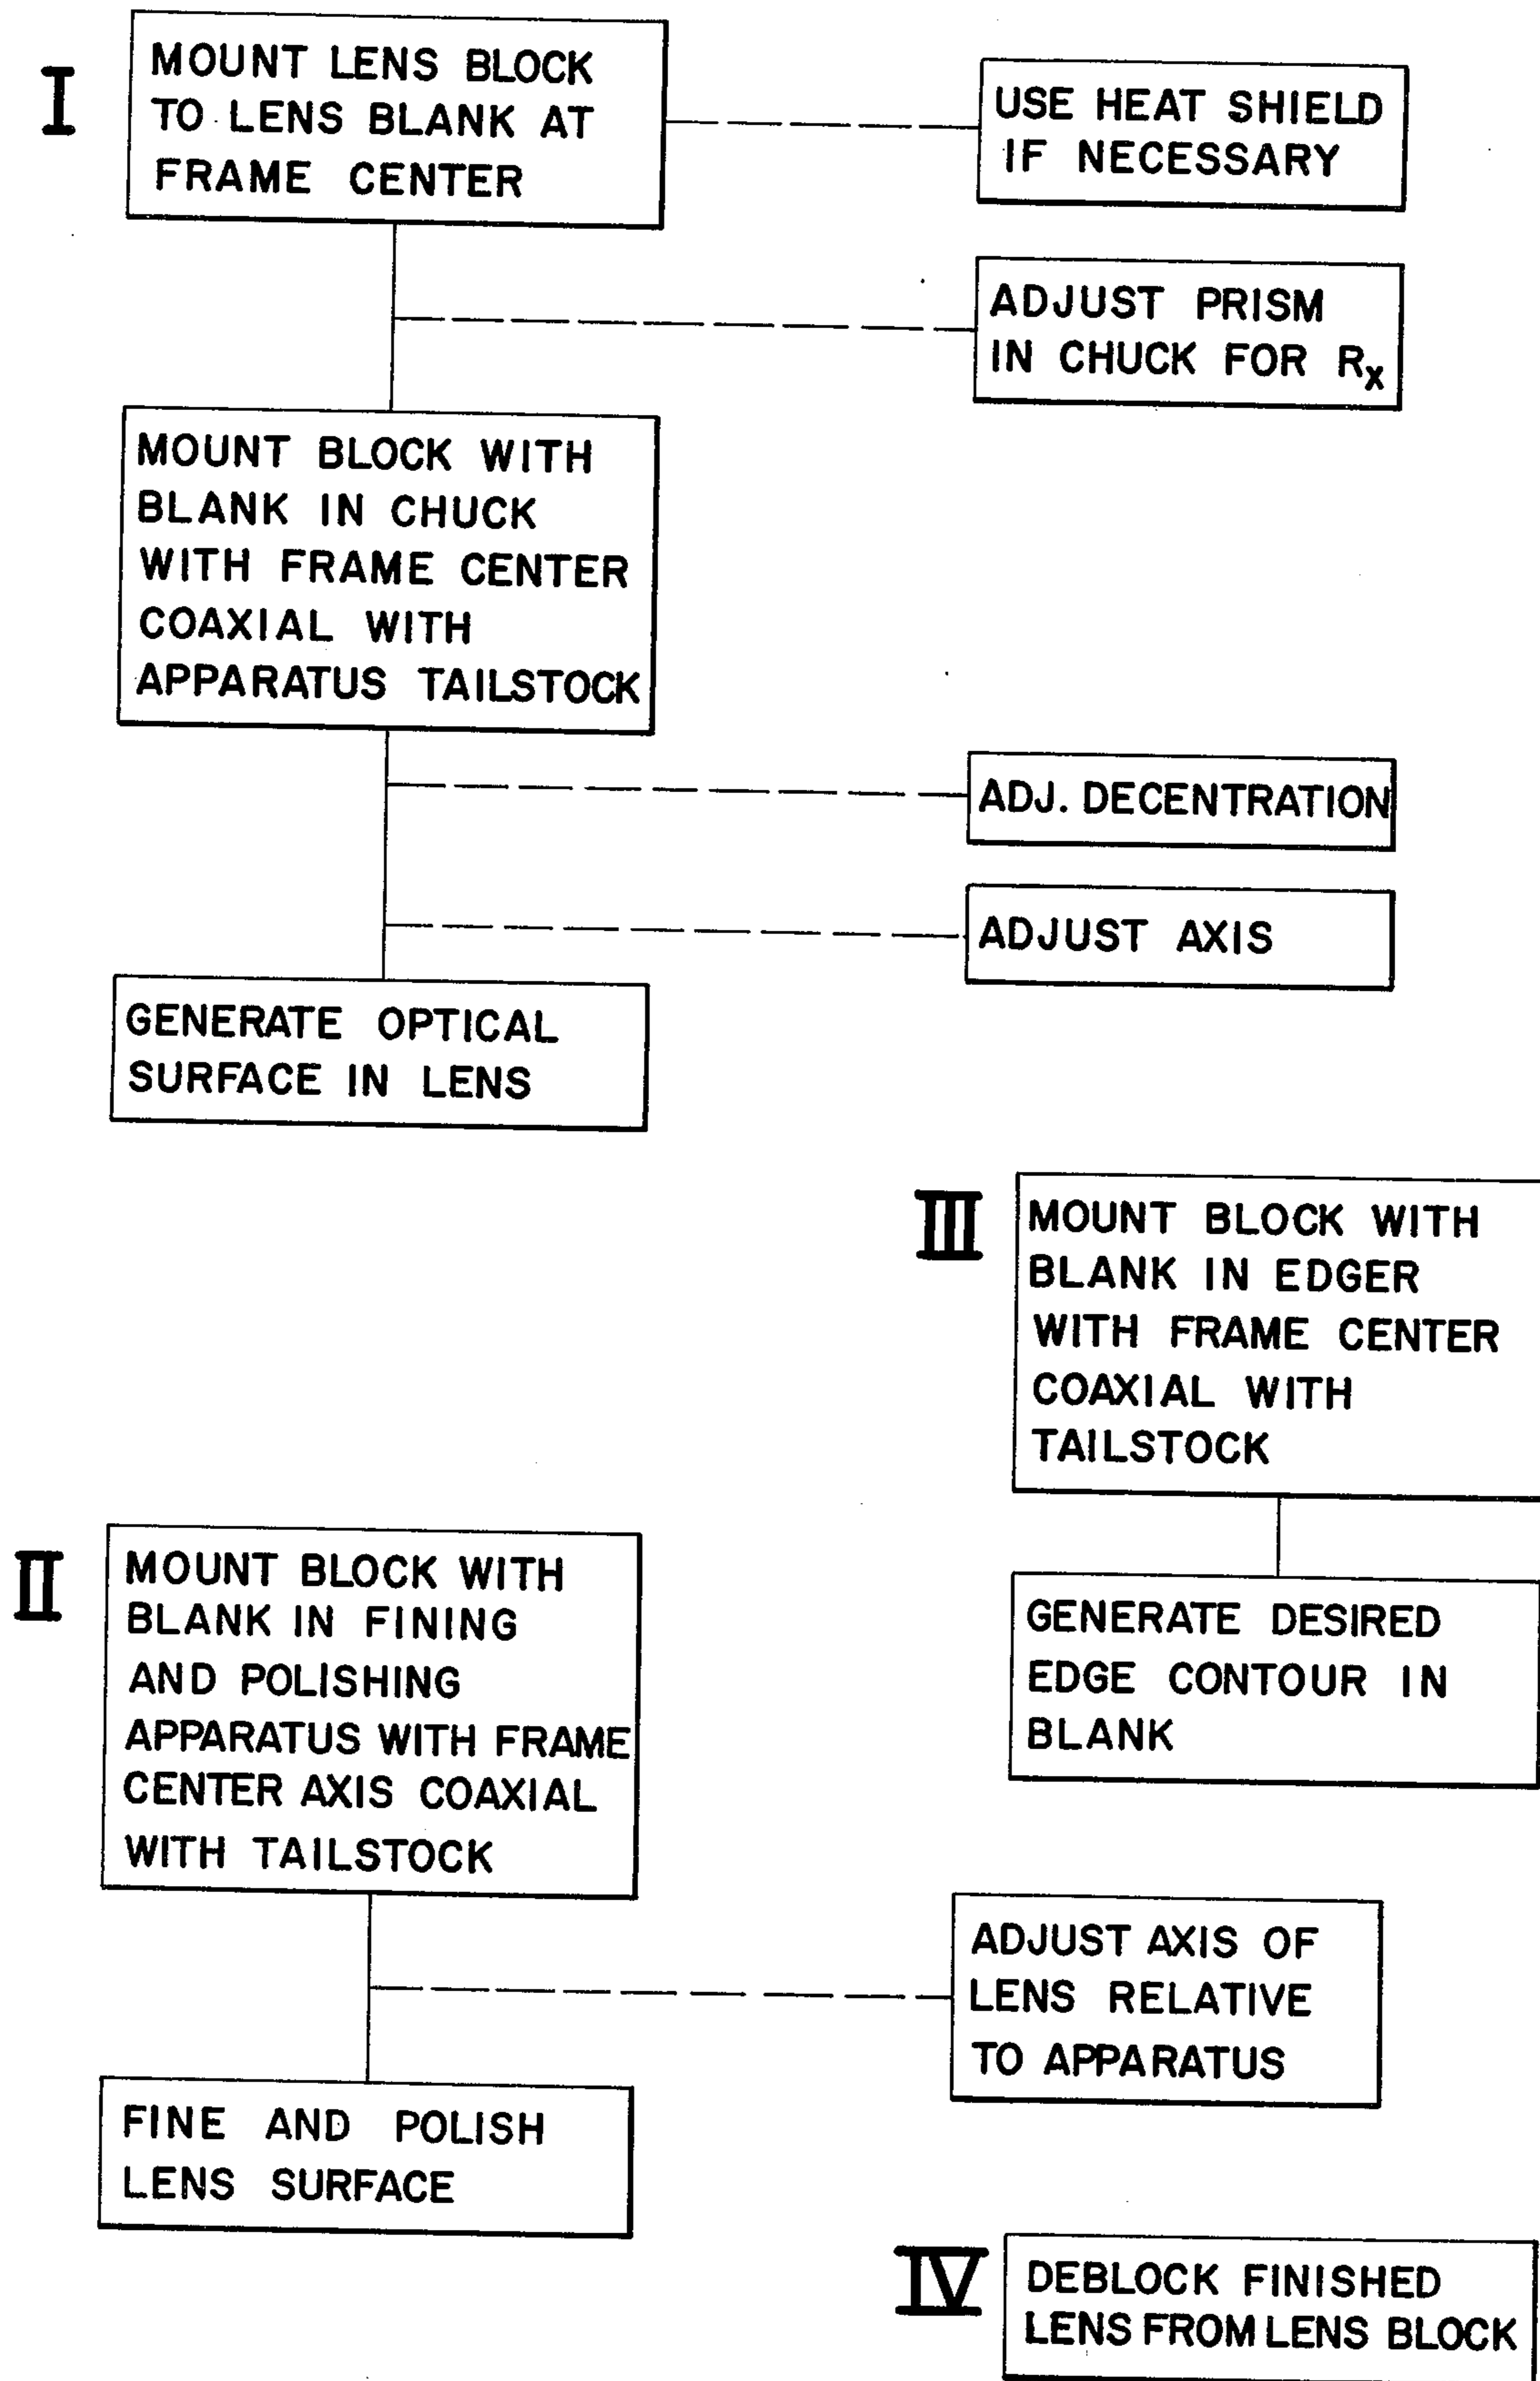 I
MOUNT LENS BLOCK
TO LENS BLANK AT
FRAME CENTER
USE HEAT SHIELD
IF NECESSARY
ADJUST PRISM
IN CHUCK FOR Rx
MOUNT BLOCK WITH
BLANK IN CHUCK
WITH FRAME CENTER
COAXIAL WITH
APPARATUS TAILSTOCK
ADJ. DECENTRATION
ADJUST AXIS
GENERATE OPTICAL
SURFACE IN LENS
II
MOUNT BLOCK WITH
BLANK IN FINING
AND POLISHING
APPARATUS WITH FRAME
CENTER AXIS COAXIAL
WITH TAILSTOCK
ADJUST AXIS OF
LENS RELATIVE
TO APPARATUS
FINE AND POLISH
LENS SURFACE
III
MOUNT BLOCK WITH
BLANK IN EDGER
WITH FRAME CENTER
COAXIAL WITH
TAILSTOCK
GENERATE DESIRED
EDGE CONTOUR IN
BLANK
IV
DEBLOCK FINISHED
LENS FROM LENS BLOCK